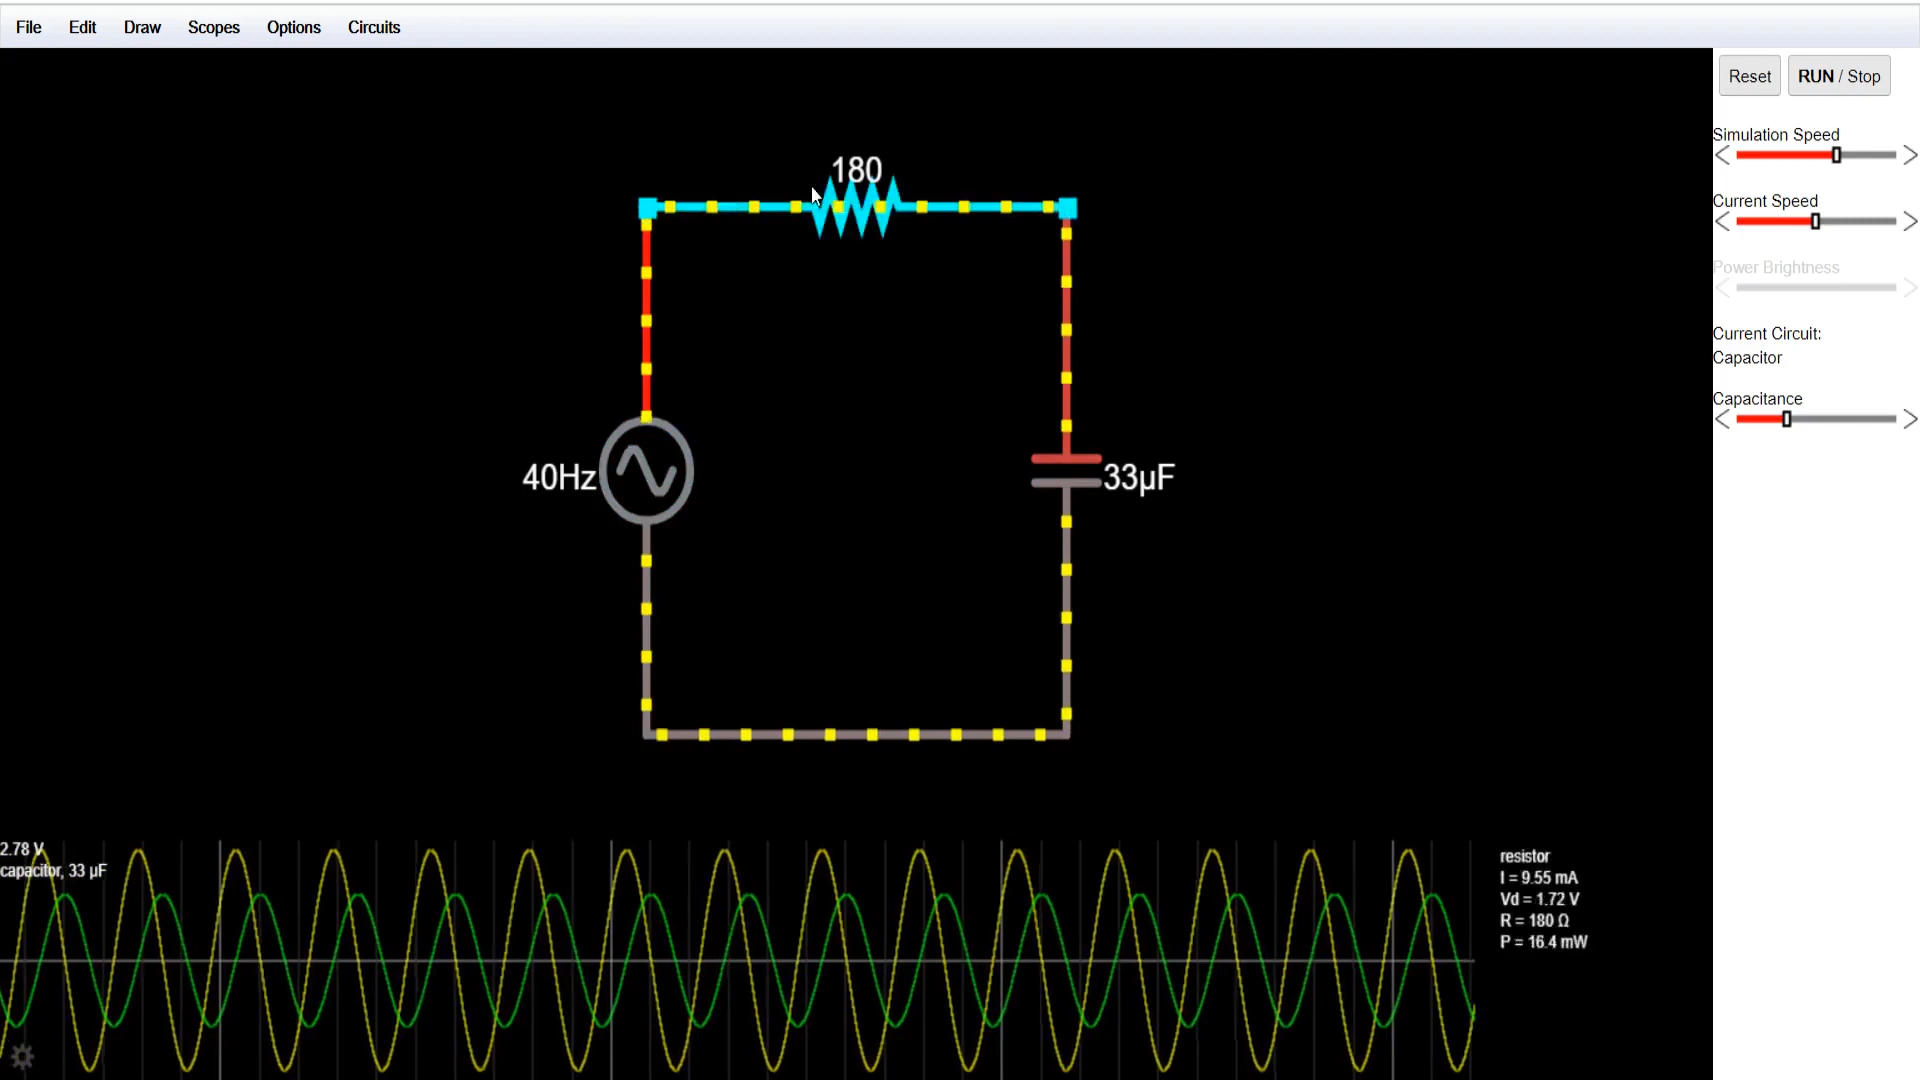 File Edit Draw Scopes Options Circuits
Reset RUN / Stop
Simulation Speed
Current Speed
Power Brightness
Current Circuit:
Capacitor
Capacitance
180
40Hz
33µF
2.78 V
capacitor, 33 µF
resistor
I = 9.55 mA
Vd = 1.72 V
R = 180 Ω
P = 16.4 mW